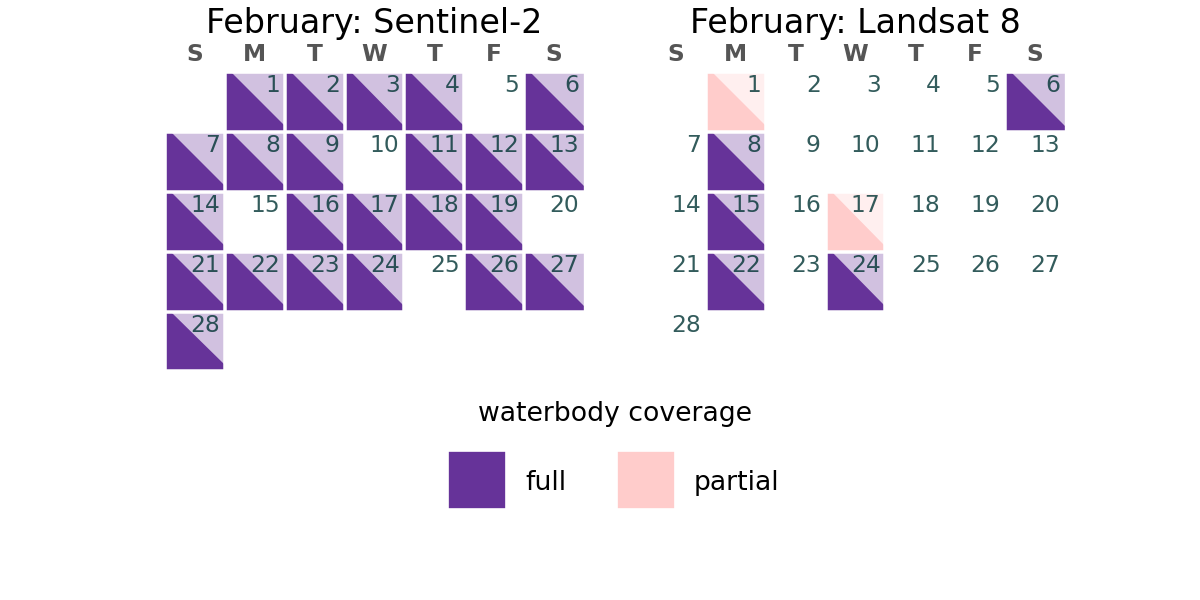 February: Sentinel-2
S M T W T F S
1 2 3 4 5 6
7 8 9 10 11 12 13
14 15 16 17 18 19 20
21 22 23 24 25 26 27
28
February: Landsat 8
S M T W T F S
1 2 3 4 5 6
7 8 9 10 11 12 13
14 15 16 17 18 19 20
21 22 23 24 25 26 27
28
waterbody coverage
full partial